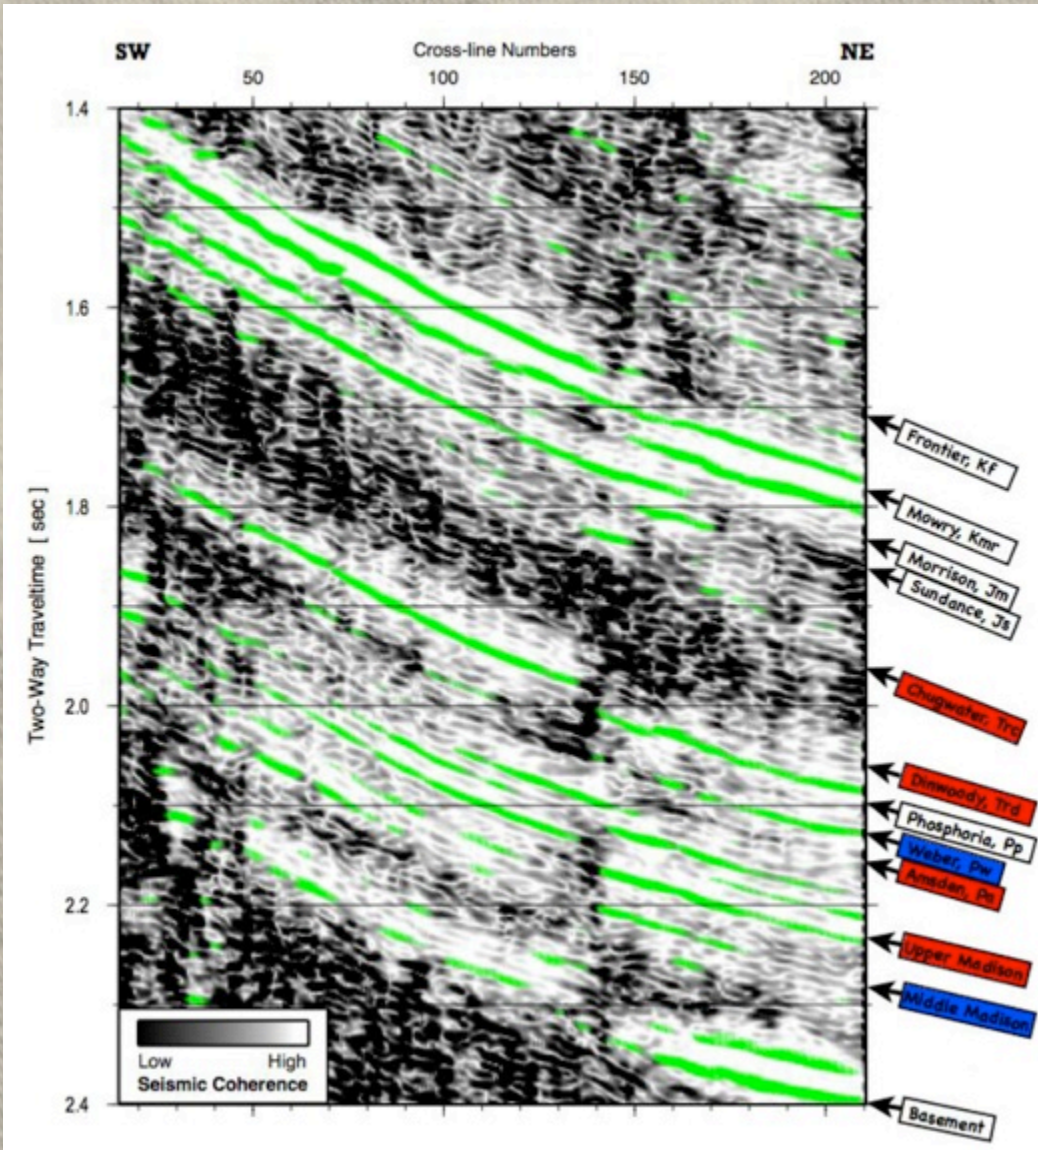 SW
Cross-line Numbers
NE
50 100 150 200
1.4
1.6
1.8
2.0
2.2
2.4
Two-Way Traveltime [ sec ]
Frontier, Kf
Mowry, Kmr
Morrison, Jm
Sundance, Js
Chugwater, Trc
Dinwoody, Trd
Phosphoria, Pp
Weber, Pw
Amsden, Pa
Upper Madison
Middle Madison
Basement
Low High
Seismic Coherence